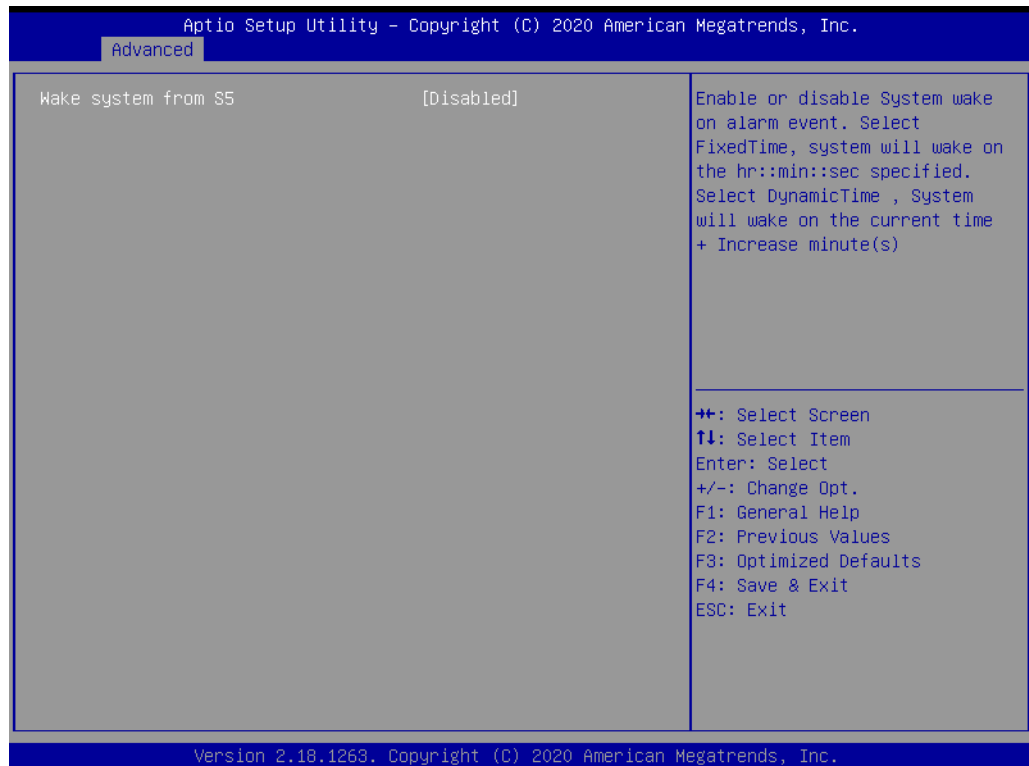 Aptio Setup Utility – Copyright (C) 2020 American Megatrends, Inc.
Advanced
Wake system from S5 [Disabled]
Enable or disable System wake
on alarm event. Select
FixedTime, system will wake on
the hr::min::sec specified.
Select DynamicTime , System
will wake on the current time
+ Increase minute(s)
→←: Select Screen
↑↓: Select Item
Enter: Select
+/-: Change Opt.
F1: General Help
F2: Previous Values
F3: Optimized Defaults
F4: Save & Exit
ESC: Exit
Version 2.18.1263. Copyright (C) 2020 American Megatrends, Inc.